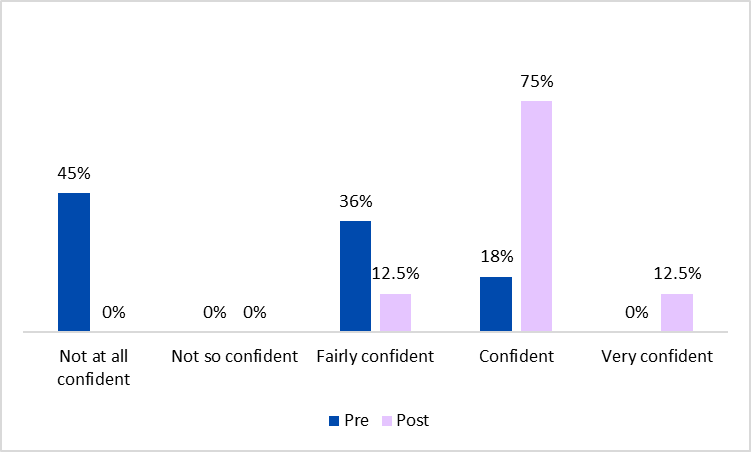 75%
45%
36%
18%
12.5%
12.5%
0%
0%
0%
0%
Not at all
confident
Not so confident
Fairly confident
Confident
Very confident
Pre
Post